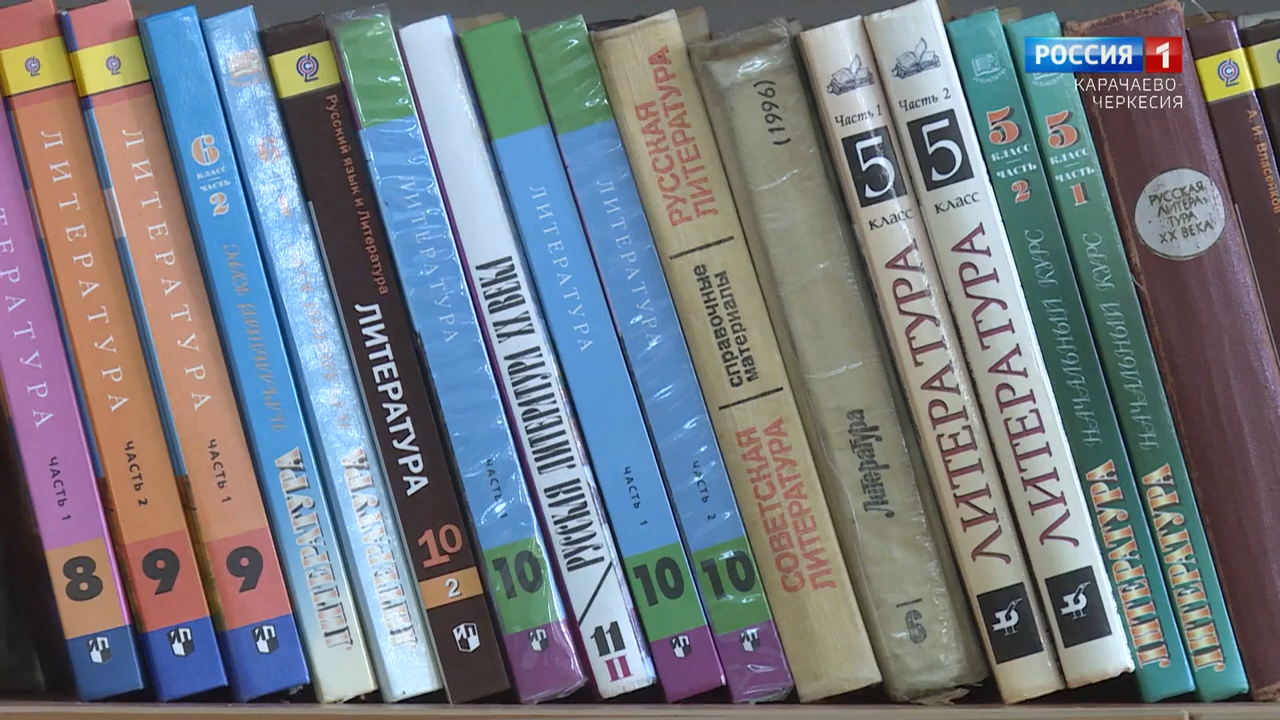 РОССИЯ 1
КАРАЧАЕВО-
ЧЕРКЕСИЯ
ТЕРАТУРА
ЧАСТЬ 1
8
ЛИТЕРАТУРА
ЧАСТЬ 2
9
ЛИТЕРАТУРА
ЧАСТЬ 1
9
6
КЛАСС
ЧАСТЬ
2
НАЧАЛЬНЫЙ КУРС
ЛИТЕРАТУРА
ЛИТЕРАТУРА
Русский язык и Литература
ЛИТЕРАТУРА
10
2
ЛИТЕРАТУРА
ЧАСТЬ 1
10
РУССКАЯ ЛИТЕРАТУРА XX ВЕКА
11
II
ЛИТЕРАТУРА
ЧАСТЬ 1
10
ЛИТЕРАТУРА
ЧАСТЬ 2
10
РУССКАЯ
ЛИТЕРАТУРА
справочные
материалы
СОВЕТСКАЯ
ЛИТЕРАТУРА
(1996)
Литература
Часть 1
5
КЛАСС
ЛИТЕРАТУРА
Часть 2
5
КЛАСС
ЛИТЕРАТУРА
5
КЛАСС
ЧАСТЬ
2
НАЧАЛЬНЫЙ КУРС
ЛИТЕРАТУРА
5
КЛАСС
ЧАСТЬ
1
НАЧАЛЬНЫЙ КУРС
ЛИТЕРАТУРА
РУССКАЯ
ЛИТЕРА-
ТУРА
XX ВЕКА
А. И. Власенков